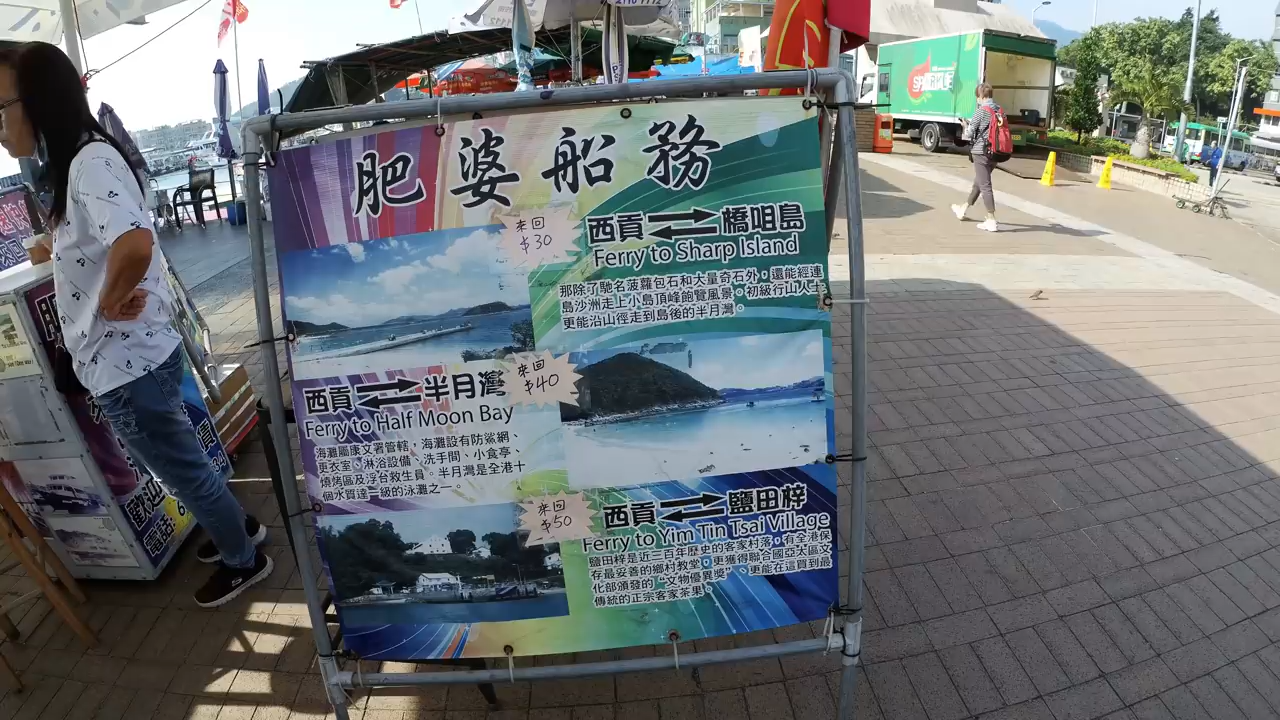 肥婆船務
來回
$30
西貢⇄橋咀島
Ferry to Sharp Island
那除了馳名菠蘿包石和大量奇石外，還能經連
島沙洲走上小島頂峰飽覽風景。初級行山人士
更能沿山徑走到島後的半月灣。
來回
$40
西貢⇄半月灣
Ferry to Half Moon Bay
海灘屬康文署管轄，海灘設有防鯊網、
更衣室、淋浴設備、洗手間、小食亭、
燒烤區及浮台救生員。半月灣是全港十
個水質達一級的泳灘之一。
來回
$50
西貢⇄鹽田梓
Ferry to Yim Tin Tsai Village
鹽田梓是近三百年歷史的客家村落，有全港保
存最妥善的鄉村教堂，更獲得聯合國亞太區文
化部頒發的“文物優異獎”、更能在這買到最
傳統的正宗客家茶果。
歡迎
電話: 6